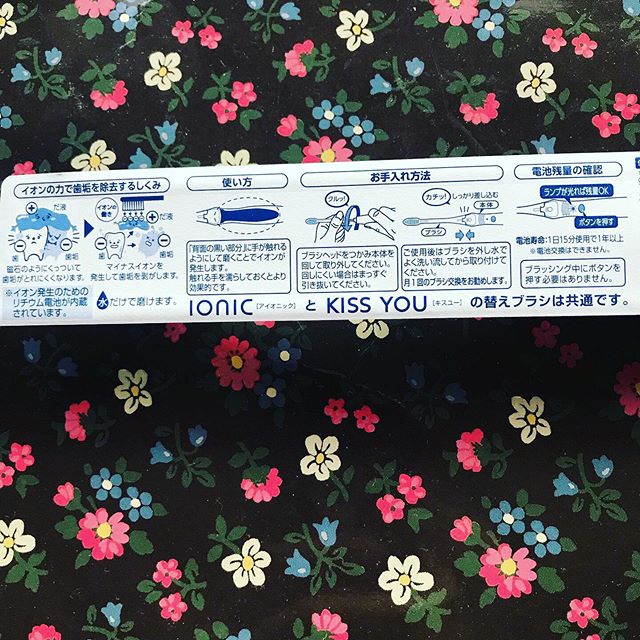 イオンの力で歯垢を除去するしくみ
＋ だ液
－ 歯垢
イオンの働き
＋ だ液
－ 歯垢
磁石のようにくっついて歯垢がとれにくくなります。
マイナスイオンを発生して歯垢を剥がします。
※イオン発生のための
リチウム電池が内蔵
されています。
水だけで磨けます。
使い方
「背面の黒い部分」に手が触れる
ようにして磨くことでイオンが
発生します。
触れる手を濡らしておくとより
効果的です。
お手入れ方法
クルッ!
ブラシヘッドをつかみ本体を
回して取り外してください。
回しにくい場合はまっすぐ
引き抜いてください。
カチッ! しっかり差し込む
本体
ブラシ
ご使用後はブラシを外し水で
よく洗い流してから取り付けて
ください。
月1回のブラシ交換をお勧めします。
電池残量の確認
ランプが光れば残量OK
ボタンを押す
電池寿命:1日15分使用で1年以上
※電池交換はできません。
ブラッシング中にボタンを
押す必要はありません。
IONIC [アイオニック] と KISS YOU [キスユー] の替えブラシは共通です。